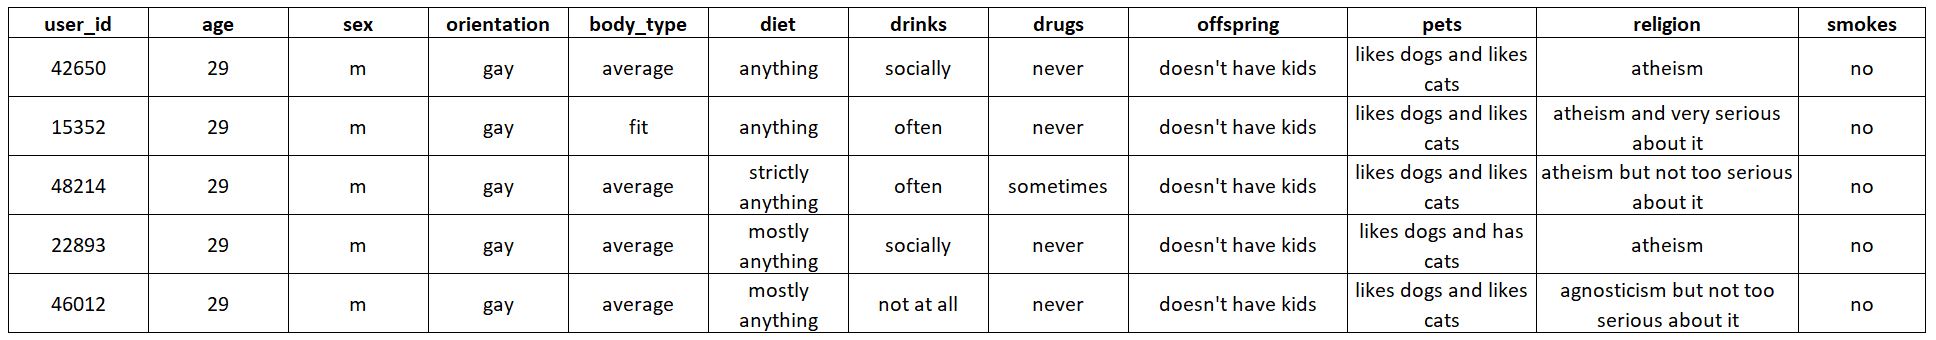 user_id age sex orientation body_type diet drinks drugs offspring pets religion smokes
42650 29 m gay average anything socially never doesn't have kids likes dogs and likes cats atheism no
15352 29 m gay fit anything often never doesn't have kids likes dogs and likes cats atheism and very serious about it no
48214 29 m gay average strictly anything often sometimes doesn't have kids likes dogs and likes cats atheism but not too serious about it no
22893 29 m gay average mostly anything socially never doesn't have kids likes dogs and has cats atheism no
46012 29 m gay average mostly anything not at all never doesn't have kids likes dogs and likes cats agnosticism but not too serious about it no